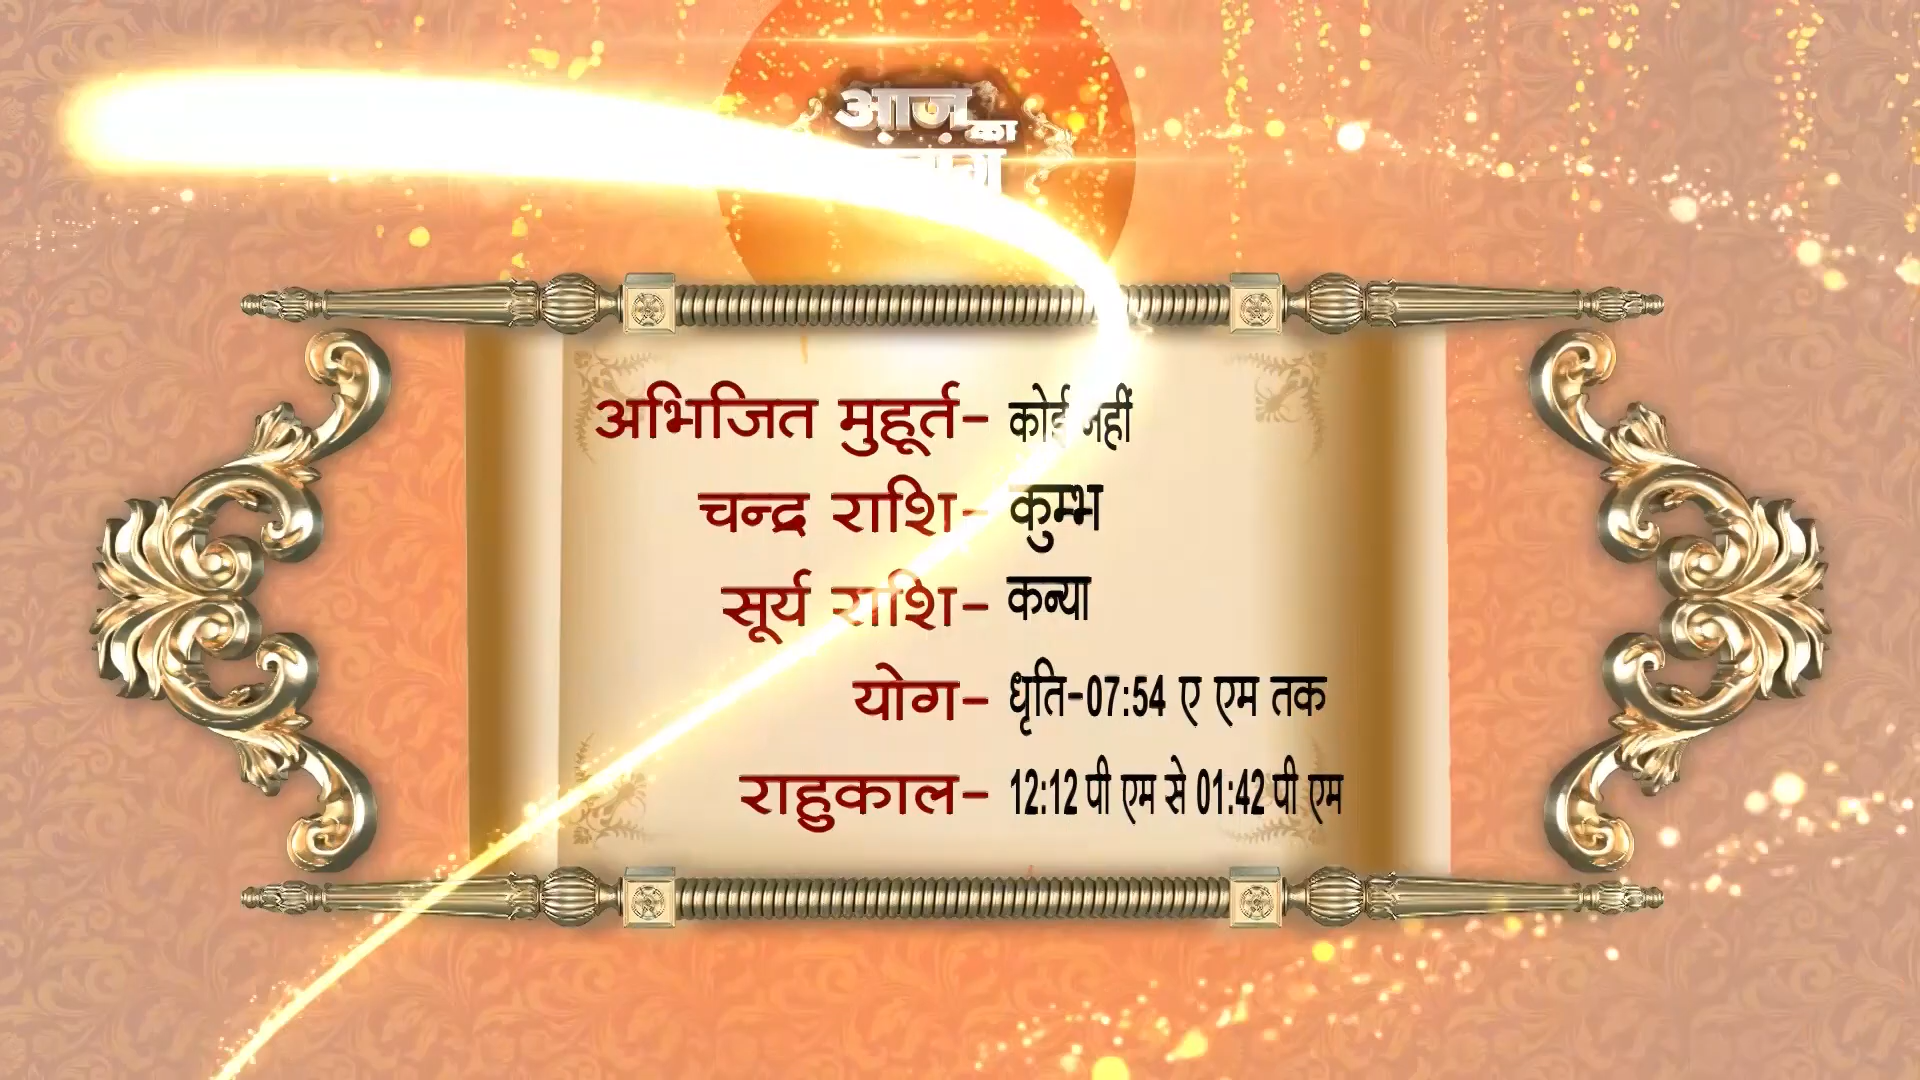 आज का
अभिजित मुहूर्त- कोई नहीं
चन्द्र राशि- कुम्भ
सूर्य राशि- कन्या
योग- धृति-07:54 ए एम तक
राहुकाल- 12:12 पी एम से 01:42 पी एम